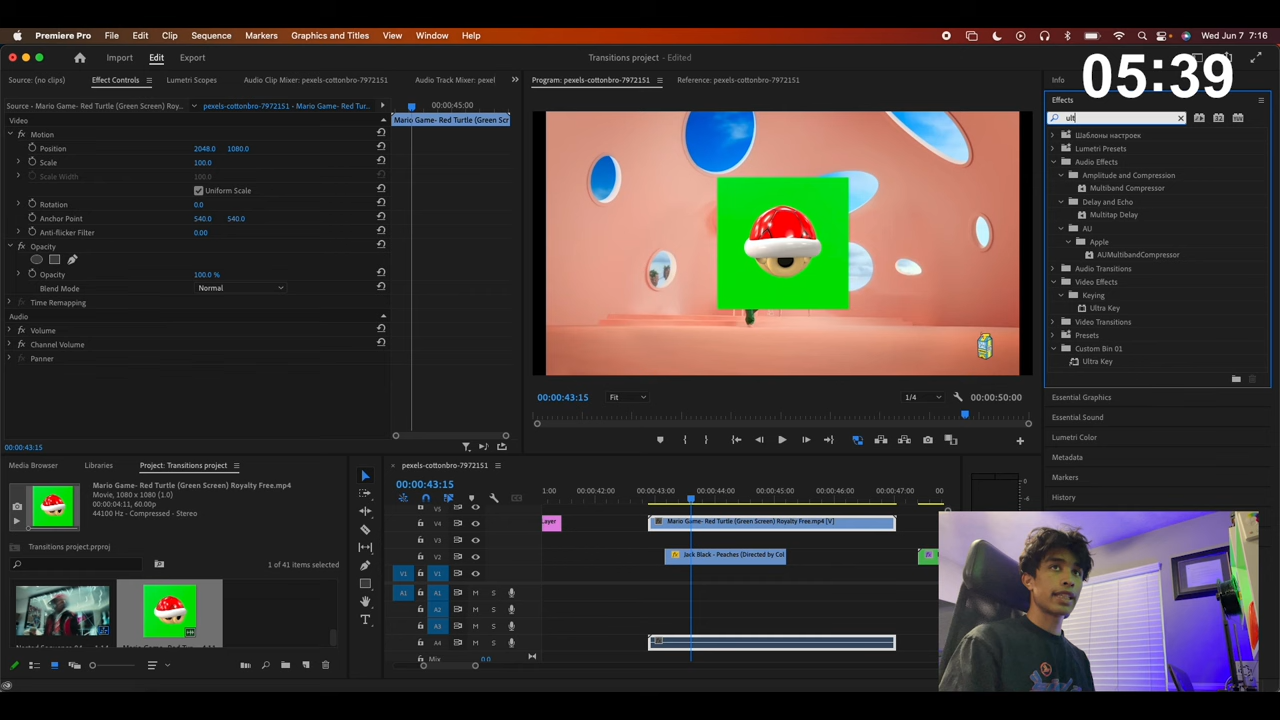 Premiere Pro File Edit Clip Sequence Markers Graphics and Titles View Window Help Wed Jun 7 7:16
Import Edit Export Transitions project - Edited
05:39
Source: (no clips) Effect Controls Lumetri Scopes Audio Clip Mixer: pexels-cottonbro-7972151 Audio Track Mixer: pexel
Program: pexels-cottonbro-7972151 Reference: pexels-cottonbro-7972151
Info
Source - Mario Game- Red Turtle (Green Screen) Roy... pexels-cottonbro-7972151 - Mario Game- Red Tur... 00:00:45:00
Effects
Video
Mario Game- Red Turtle (Green Scr
ult
Motion
Position 2048.0 1080.0
Scale 100.0
Scale Width 100.0
Uniform Scale
Rotation 0.0
Anchor Point 540.0 540.0
Anti-flicker Filter 0.00
Opacity
Opacity 100.0 %
Blend Mode Normal
Time Remapping
Audio
Volume
Channel Volume
Panner
00:00:43:15
Шаблоны настроек
Lumetri Presets
Audio Effects
Amplitude and Compression
Multiband Compressor
Delay and Echo
Multitap Delay
AU
Apple
AUMultibandCompressor
Audio Transitions
Video Effects
Keying
Ultra Key
Video Transitions
Presets
Custom Bin 01
Ultra Key
00:00:43:15 Fit 1/4 00:00:50:00
Essential Graphics
Essential Sound
Lumetri Color
Metadata
Markers
History
Media Browser Libraries Project: Transitions project
Mario Game- Red Turtle (Green Screen) Royalty Free.mp4
Movie, 1080 x 1080 (1.0)
00:00:04:11, 60.00p
44100 Hz - Compressed - Stereo
Transitions project.prproj
1 of 41 items selected
pexels-cottonbro-7972151
00:00:43:15
1:00 00:00:42:00 00:00:43:00 00:00:44:00 00:00:45:00 00:00:46:00 00:00:47:00 00
V5
V4 Layer Mario Game- Red Turtle (Green Screen) Royalty Free.mp4 [V]
V3
V2 Jack Black - Peaches (Directed by Col
V1 V1
A1 A1 M S
A2 M S
A3 M S
A4 M S
Mix 0.0
0
-6